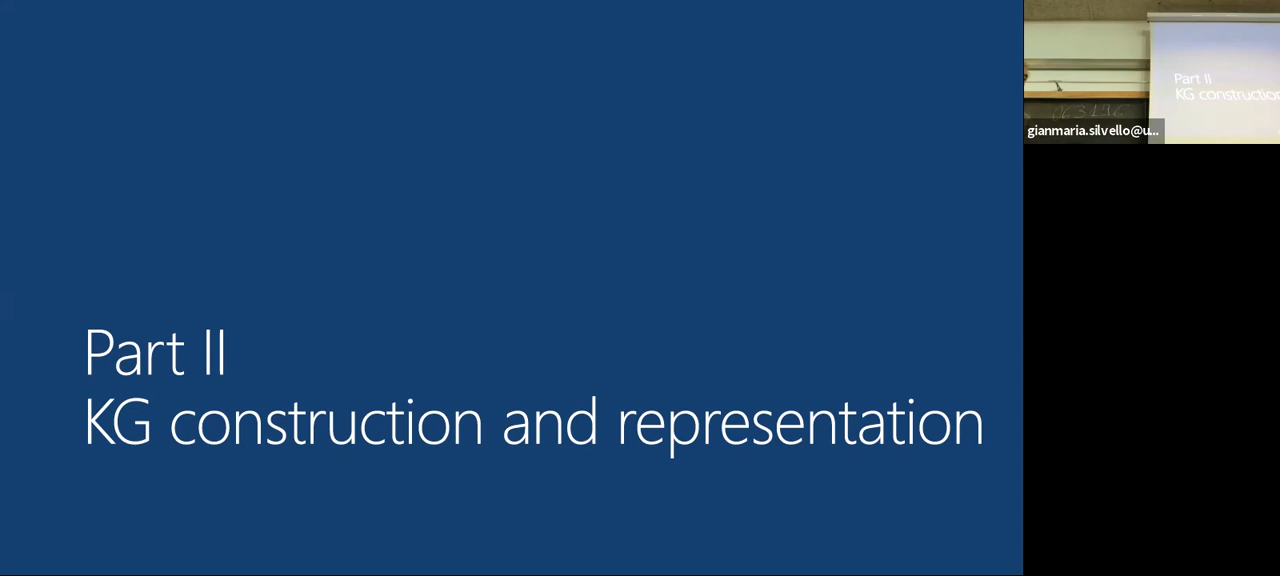 Part II
KG construction and representation
Part II
KG construction
gianmaria.silvello@u...